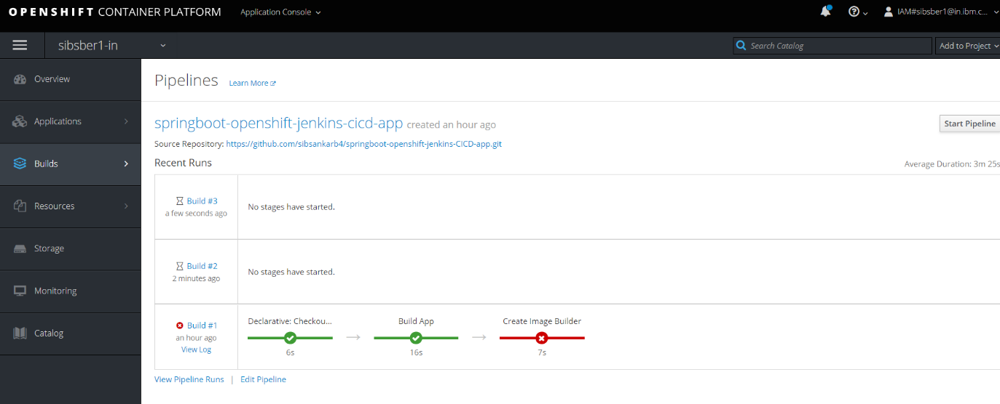 OPENSHIFT CONTAINER PLATFORM Application Console IAM#sibsber1@in.ibm.c...
sibsber1-in Search Catalog Add to Project
Overview
Applications
Builds
Resources
Storage
Monitoring
Catalog
Pipelines Learn More
springboot-openshift-jenkins-cicd-app created an hour ago Start Pipeline
Source Repository: https://github.com/sibsankarb4/springboot-openshift-jenkins-CICD-app.git
Recent Runs Average Duration: 3m 25s
Build #3
a few seconds ago
No stages have started.
Build #2
2 minutes ago
No stages have started.
Build #1
an hour ago
View Log
Declarative: Checkou... Build App Create Image Builder
6s 16s 7s
View Pipeline Runs | Edit Pipeline